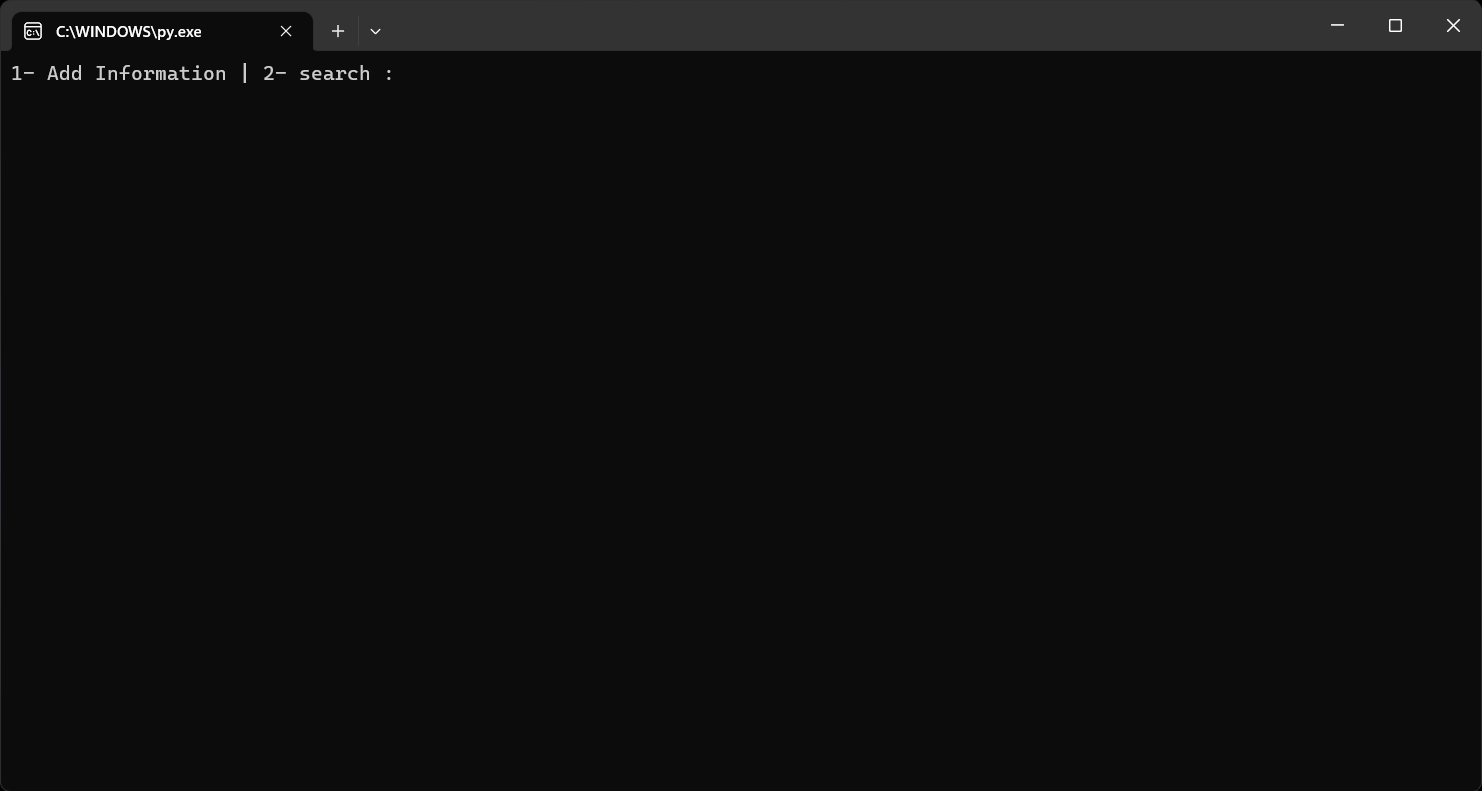 C:\WINDOWS\py.exe
1- Add Information | 2- search :